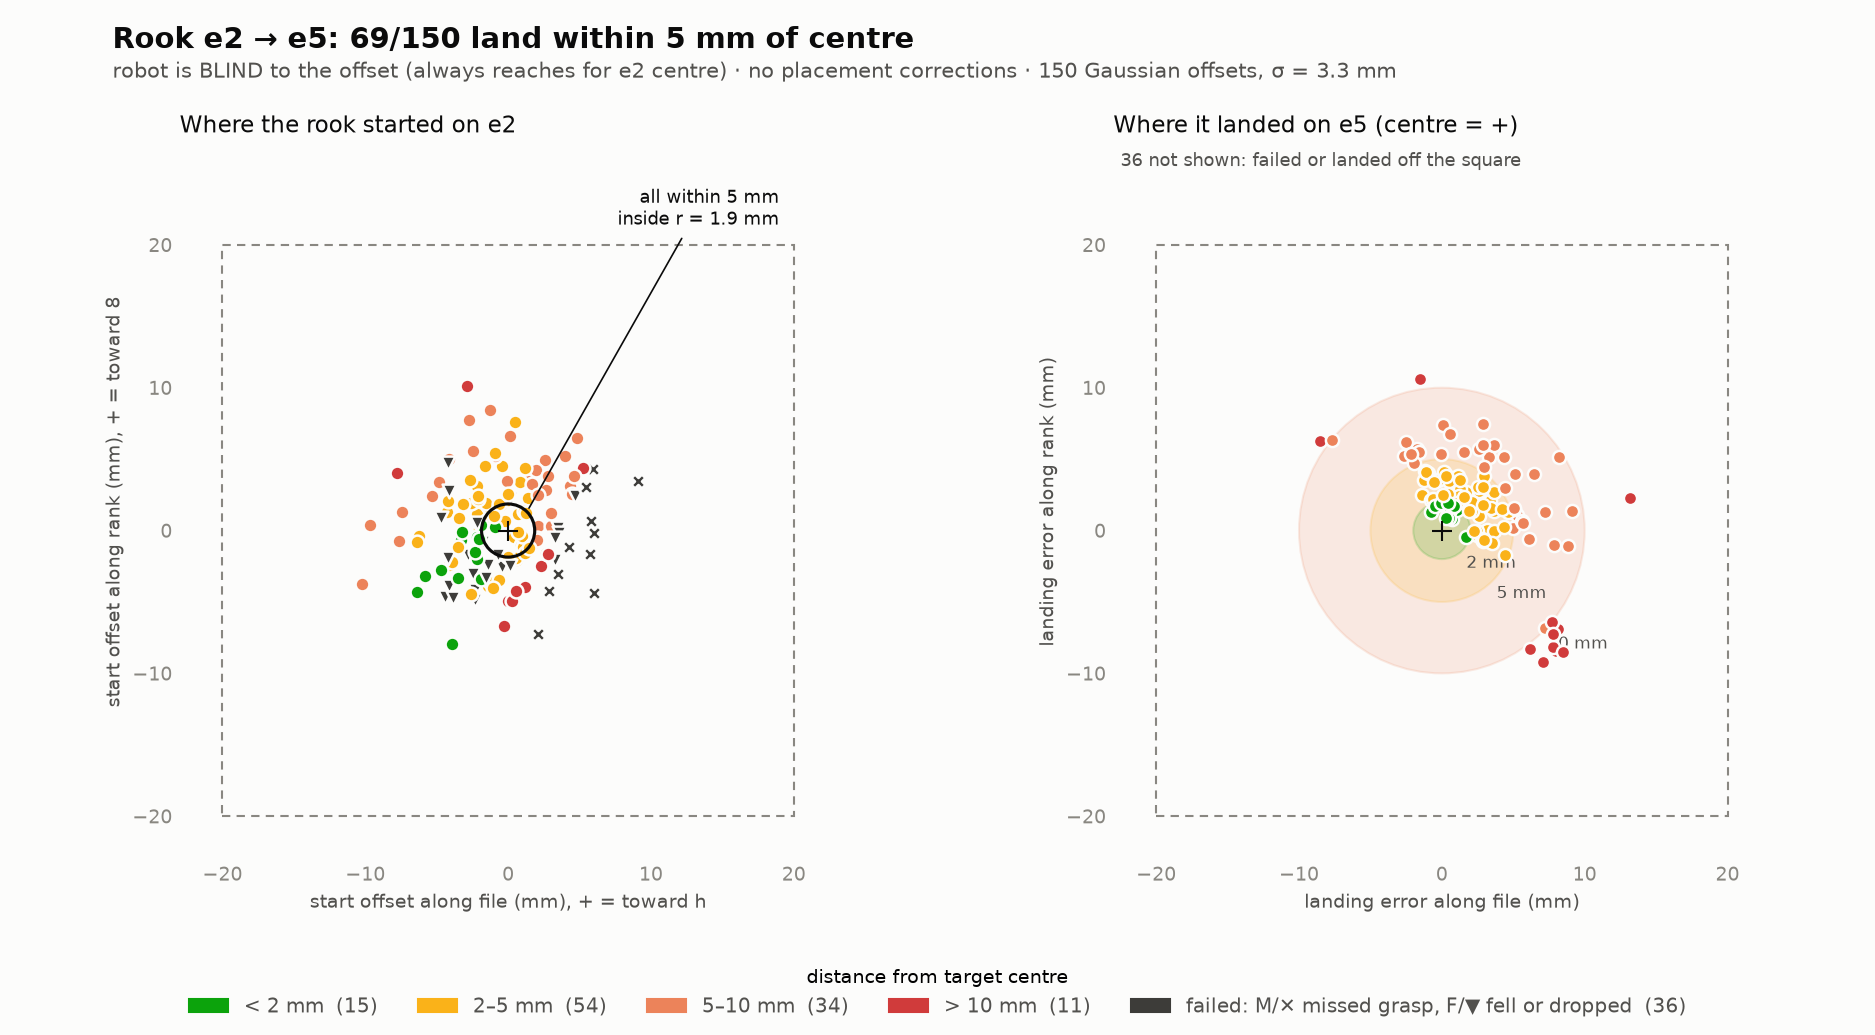 Rook e2 → e5: 69/150 land within 5 mm of centre
robot is BLIND to the offset (always reaches for e2 centre) · no placement corrections · 150 Gaussian offsets, σ = 3.3 mm
Where the rook started on e2
Where it landed on e5 (centre = +)
36 not shown: failed or landed off the square
all within 5 mm
inside r = 1.9 mm
start offset along rank (mm), + = toward 8
20
10
0
−10
−20
−20
−10
0
10
20
start offset along file (mm), + = toward h
landing error along rank (mm)
20
10
0
−10
−20
2 mm
5 mm
0 mm
−20
−10
0
10
20
landing error along file (mm)
distance from target centre
< 2 mm (15)
2–5 mm (54)
5–10 mm (34)
> 10 mm (11)
failed: M/× missed grasp, F/▼ fell or dropped (36)